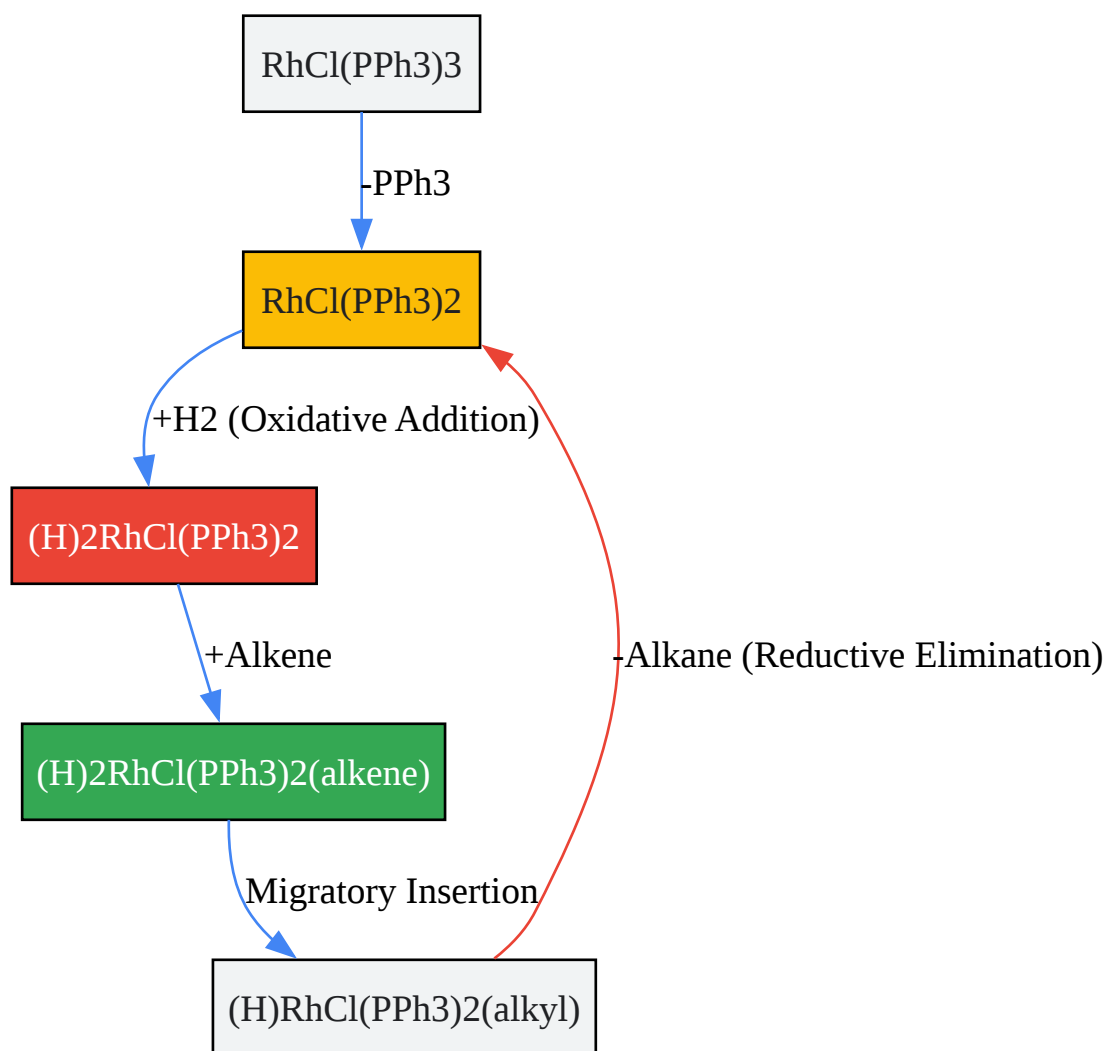 RhCl(PPh3)3
-PPh3
RhCl(PPh3)2
+H2 (Oxidative Addition)
(H)2RhCl(PPh3)2
+Alkene
-Alkane (Reductive Elimination)
(H)2RhCl(PPh3)2(alkene)
Migratory Insertion
(H)RhCl(PPh3)2(alkyl)